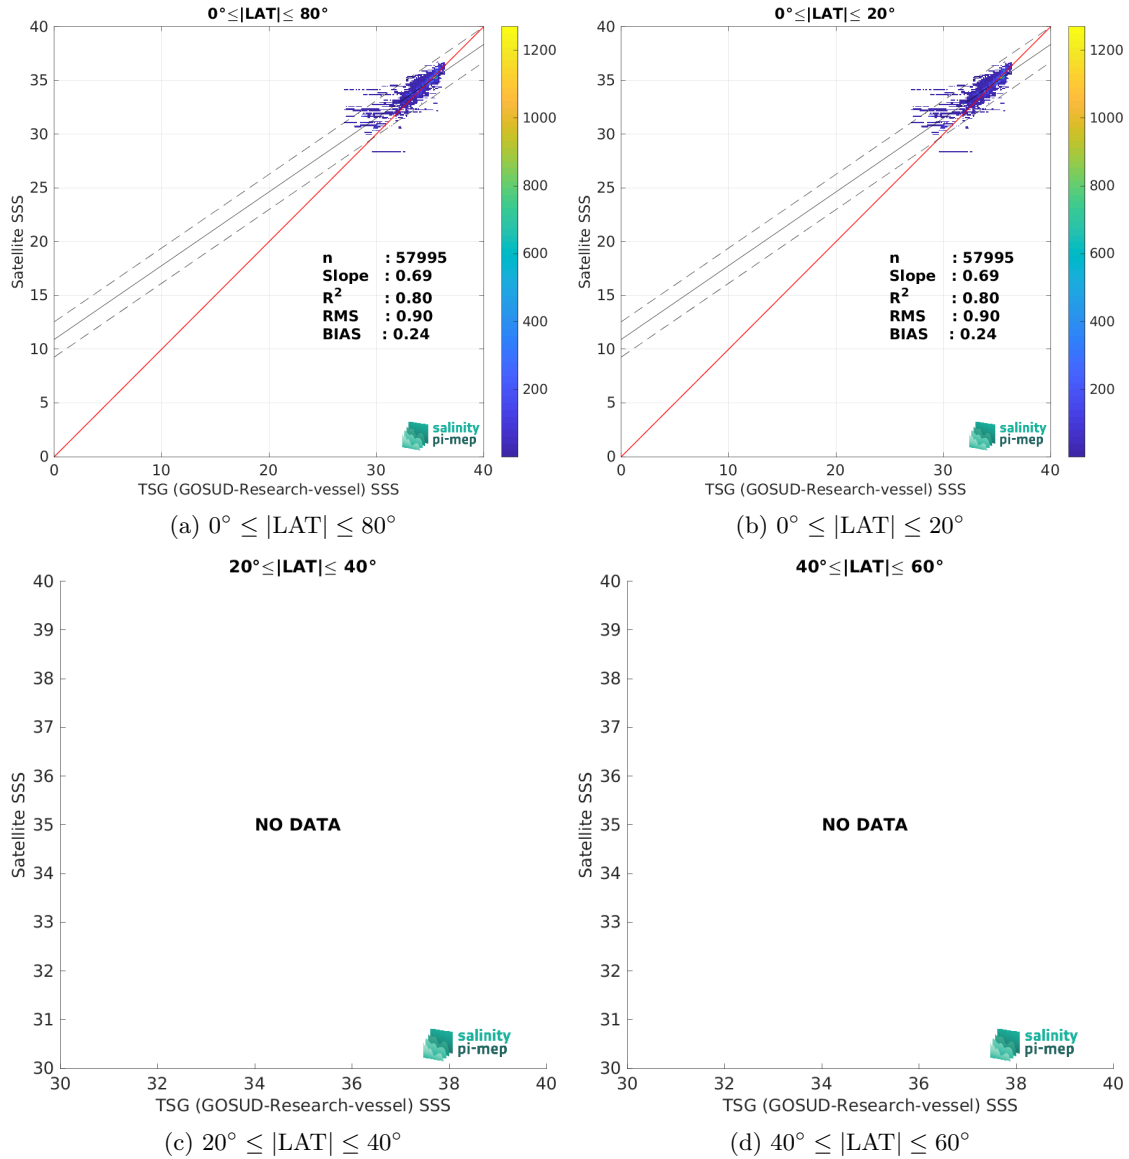 0°≤|LAT|≤ 80°
40
35
30
25
20
15
10
5
0
Satellite SSS
n : 57995
Slope : 0.69
R² : 0.80
RMS : 0.90
BIAS : 0.24
salinity
pi-mep
0 10 20 30 40
TSG (GOSUD-Research-vessel) SSS
1200
1000
800
600
400
200
(a) 0° ≤ |LAT| ≤ 80°
0°≤|LAT|≤ 20°
40
35
30
25
20
15
10
5
0
Satellite SSS
n : 57995
Slope : 0.69
R² : 0.80
RMS : 0.90
BIAS : 0.24
salinity
pi-mep
0 10 20 30 40
TSG (GOSUD-Research-vessel) SSS
1200
1000
800
600
400
200
(b) 0° ≤ |LAT| ≤ 20°
20°≤|LAT|≤ 40°
40
39
38
37
36
35
34
33
32
31
30
Satellite SSS
NO DATA
salinity
pi-mep
30 32 34 36 38 40
TSG (GOSUD-Research-vessel) SSS
(c) 20° ≤ |LAT| ≤ 40°
40°≤|LAT|≤ 60°
40
39
38
37
36
35
34
33
32
31
30
Satellite SSS
NO DATA
salinity
pi-mep
30 32 34 36 38 40
TSG (GOSUD-Research-vessel) SSS
(d) 40° ≤ |LAT| ≤ 60°